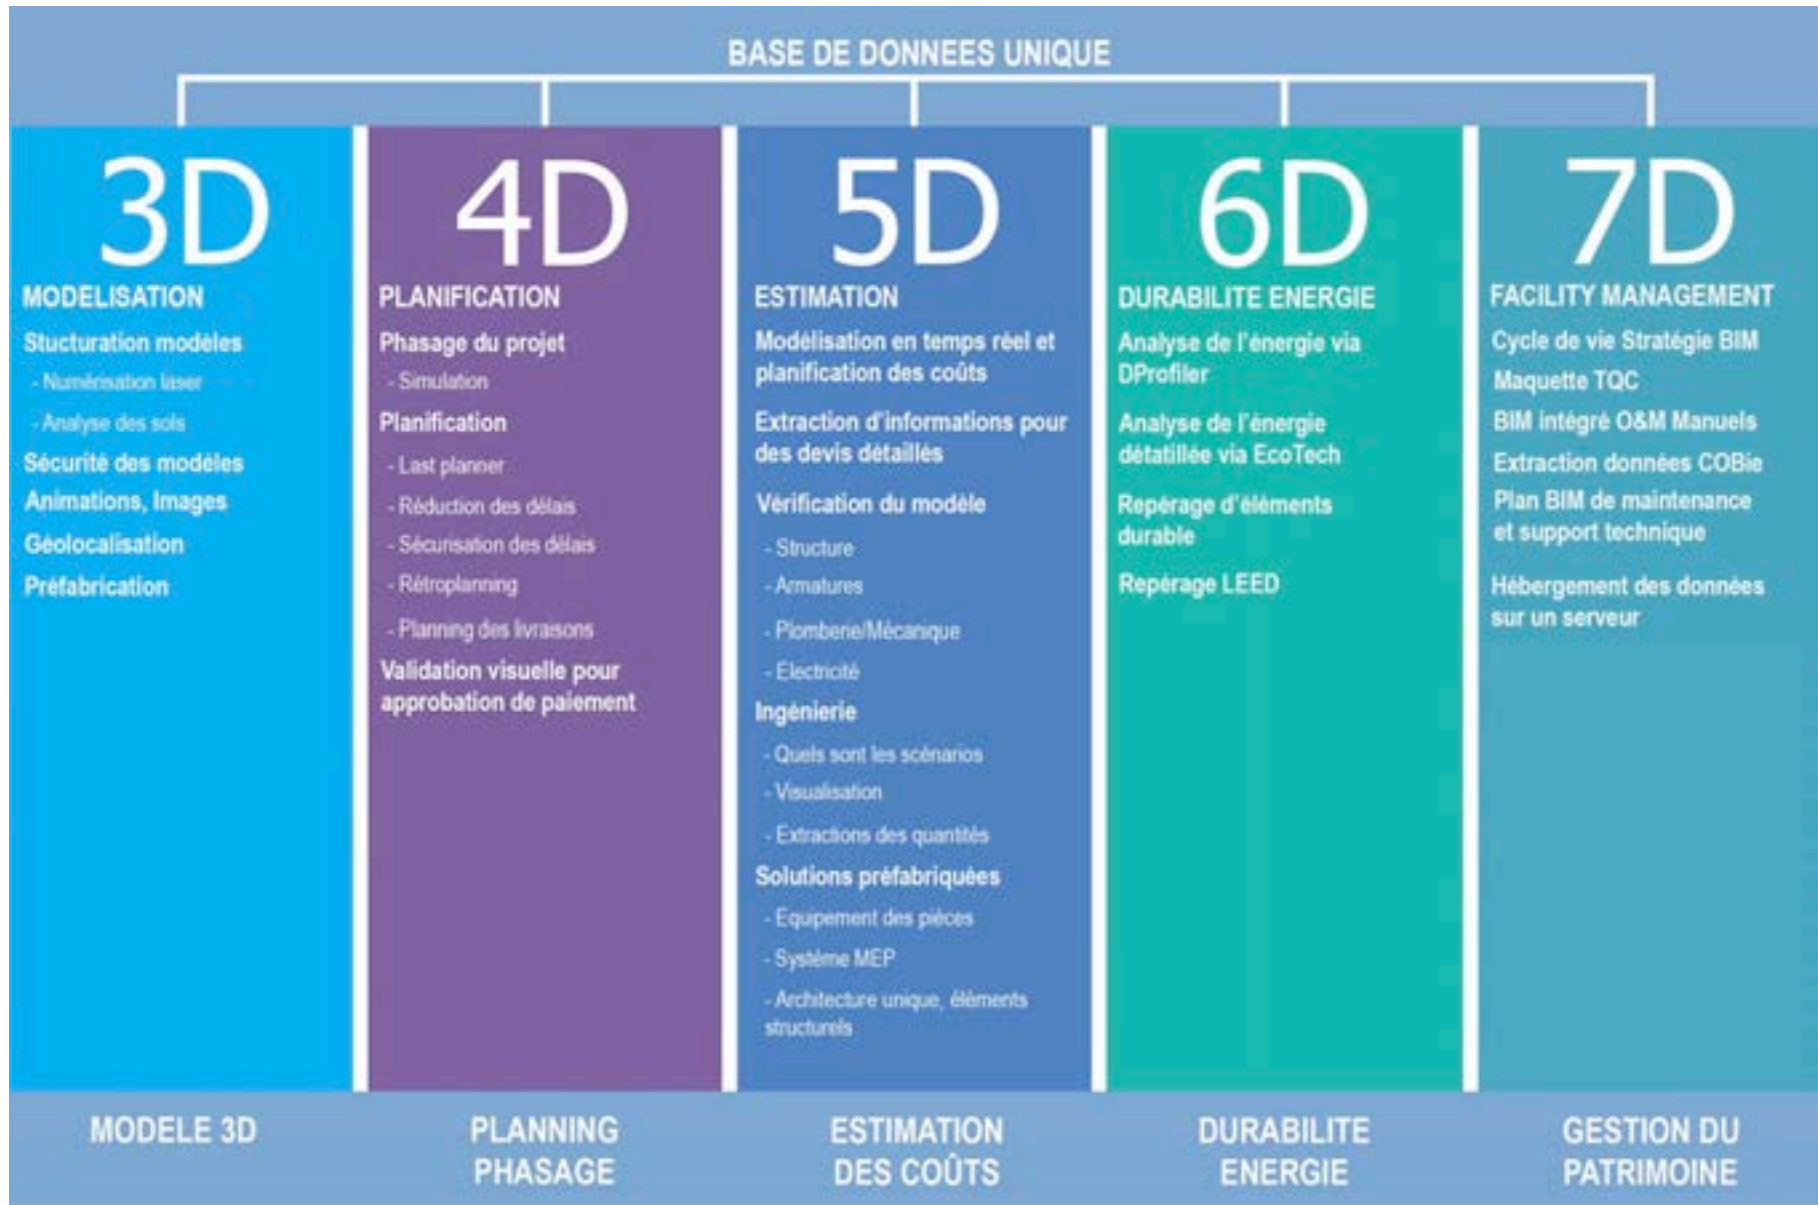 BASE DE DONNEES UNIQUE
3D
MODELISATION
Stucturation modèles
- Numérisation laser
- Analyse des sols
Sécurité des modèles
Animations, Images
Géolocalisation
Préfabrication
MODELE 3D
4D
PLANIFICATION
Phasage du projet
- Simulation
Planification
- Last planner
- Réduction des délais
- Sécurisation des délais
- Rétroplanning
- Planning des livraisons
Validation visuelle pour
approbation de paiement
PLANNING
PHASAGE
5D
ESTIMATION
Modélisation en temps réel et
planification des coûts
Extraction d'informations pour
des devis détaillés
Vérification du modèle
- Structure
- Armatures
- Plomberie/Mécanique
- Electricité
Ingénierie
- Quels sont les scénarios
- Visualisation
- Extractions des quantités
Solutions préfabriquées
- Equipement des pièces
- Système MEP
- Architecture unique, éléments
structurels
ESTIMATION
DES COÛTS
6D
DURABILITE ENERGIE
Analyse de l'énergie via
DProfiler
Analyse de l'énergie
détatillée via EcoTech
Repérage d'éléments
durable
Repérage LEED
DURABILITE
ENERGIE
7D
FACILITY MANAGEMENT
Cycle de vie Stratégie BIM
Maquette TQC
BIM intégré O&M Manuels
Extraction données COBie
Plan BIM de maintenance
et support technique
Hébergement des données
sur un serveur
GESTION DU
PATRIMOINE